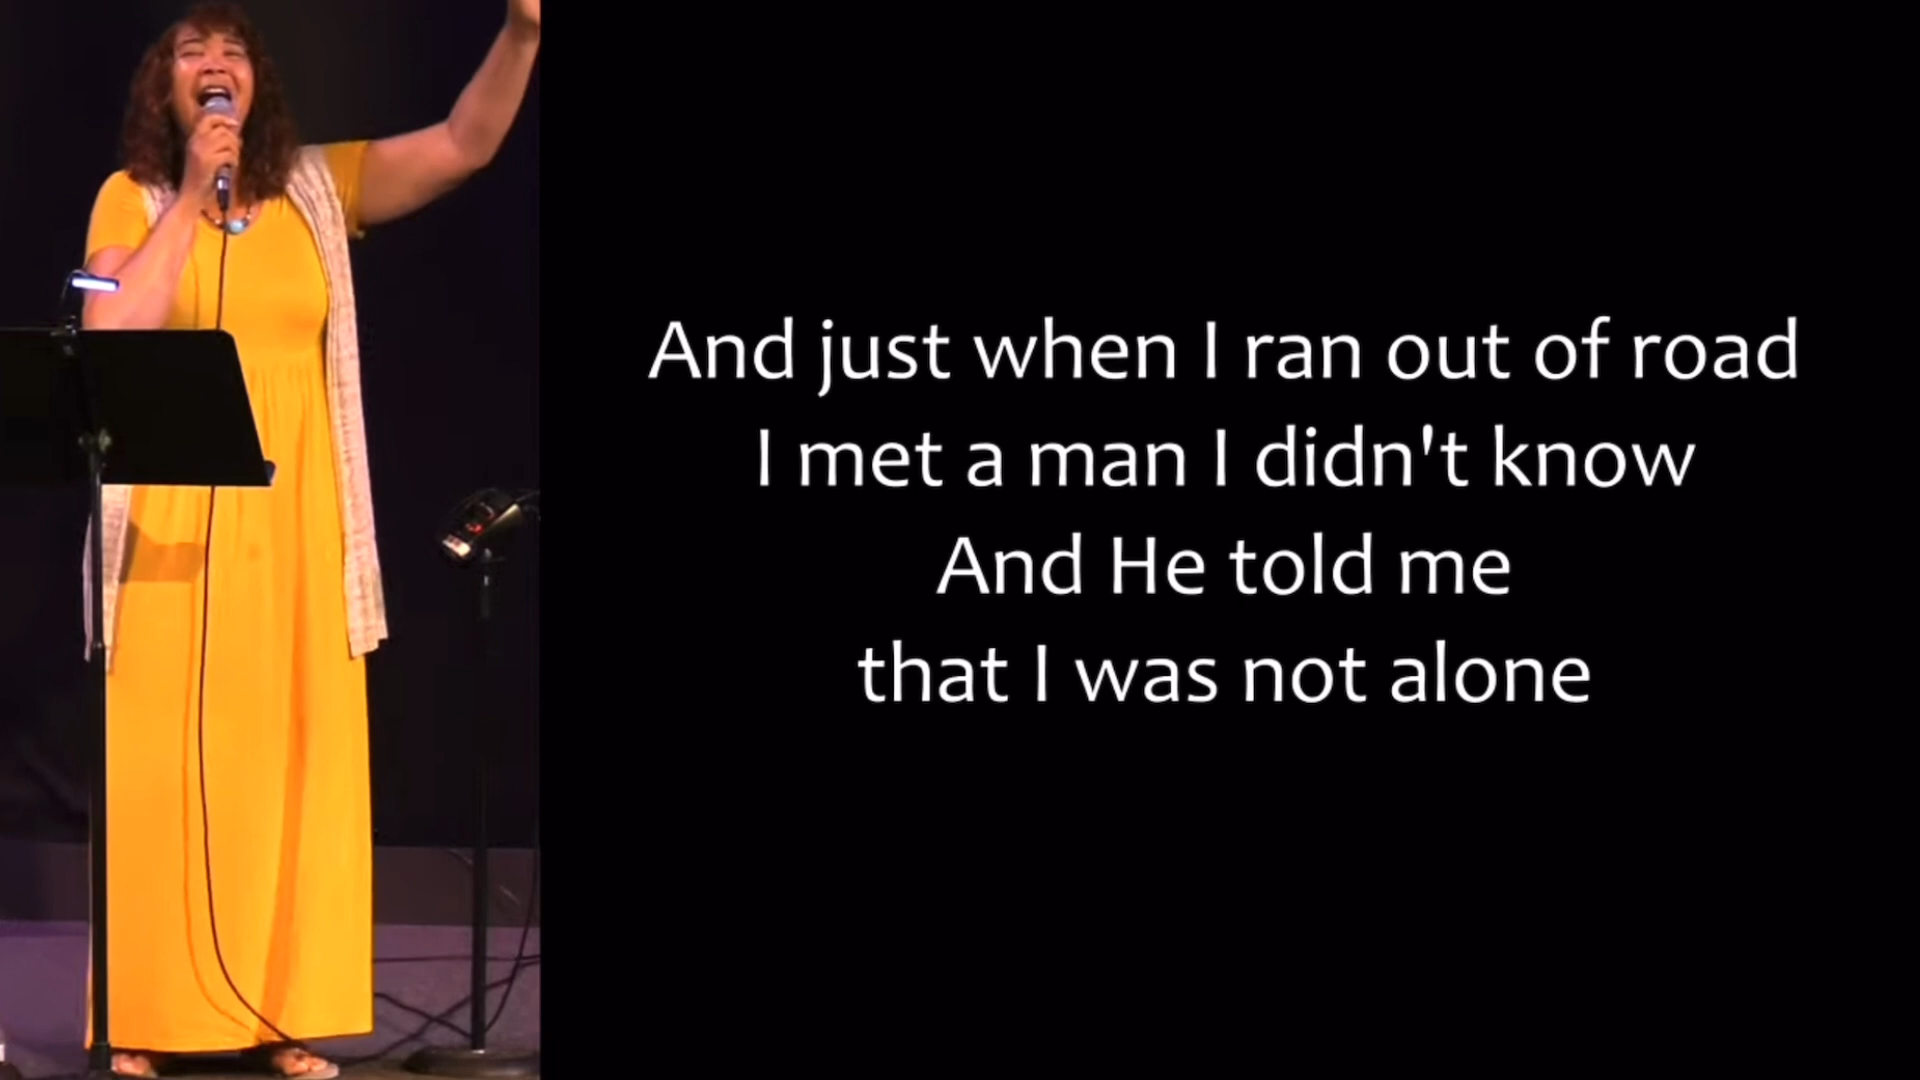 And just when I ran out of road
I met a man I didn't know
And He told me
that I was not alone